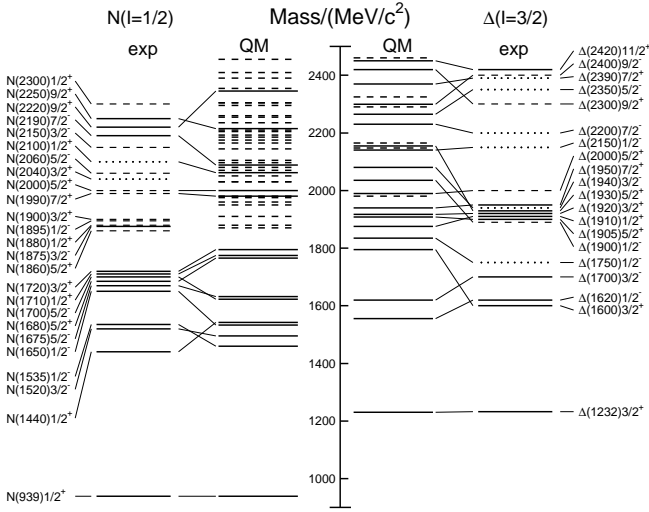 N(I=1/2)
Mass/(MeV/c²)
Δ(I=3/2)
exp
QM
QM
exp
N(2300)1/2⁺
N(2250)9/2⁻
N(2220)9/2⁺
N(2190)7/2⁻
N(2150)3/2⁻
N(2100)1/2⁺
N(2060)5/2⁻
N(2040)3/2⁺
N(2000)5/2⁺
N(1990)7/2⁺
N(1900)3/2⁺
N(1895)1/2⁻
N(1880)1/2⁺
N(1875)3/2⁻
N(1860)5/2⁺
N(1720)3/2⁺
N(1710)1/2⁺
N(1700)5/2⁻
N(1680)5/2⁺
N(1675)5/2⁻
N(1650)1/2⁻
N(1535)1/2⁻
N(1520)3/2⁻
N(1440)1/2⁺
N(939)1/2⁺
2400
2200
2000
1800
1600
1400
1200
1000
Δ(2420)11/2⁺
Δ(2400)9/2⁻
Δ(2390)7/2⁺
Δ(2350)5/2⁻
Δ(2300)9/2⁺
Δ(2200)7/2⁻
Δ(2150)1/2⁻
Δ(2000)5/2⁺
Δ(1950)7/2⁺
Δ(1940)3/2⁻
Δ(1930)5/2⁻
Δ(1920)3/2⁺
Δ(1910)1/2⁺
Δ(1905)5/2⁺
Δ(1900)1/2⁻
Δ(1750)1/2⁻
Δ(1700)3/2⁻
Δ(1620)1/2⁻
Δ(1600)3/2⁺
Δ(1232)3/2⁺